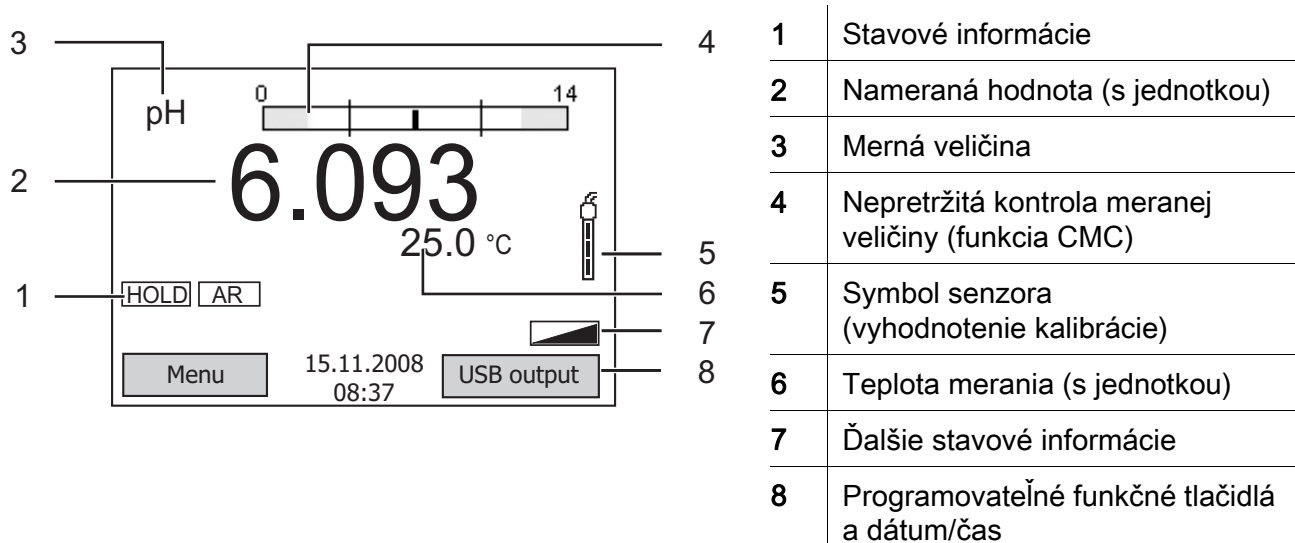 3
4
pH
0
14
2
6.093
25.0 °C
5
6
1
HOLD
AR
7
Menu
15.11.2008
08:37
USB output
8
1 Stavové informácie
2 Nameraná hodnota (s jednotkou)
3 Merná veličina
4 Nepretržitá kontrola meranej
veličiny (funkcia CMC)
5 Symbol senzora
(vyhodnotenie kalibrácie)
6 Teplota merania (s jednotkou)
7 Ďalšie stavové informácie
8 Programovateľné funkčné tlačidlá
a dátum/čas